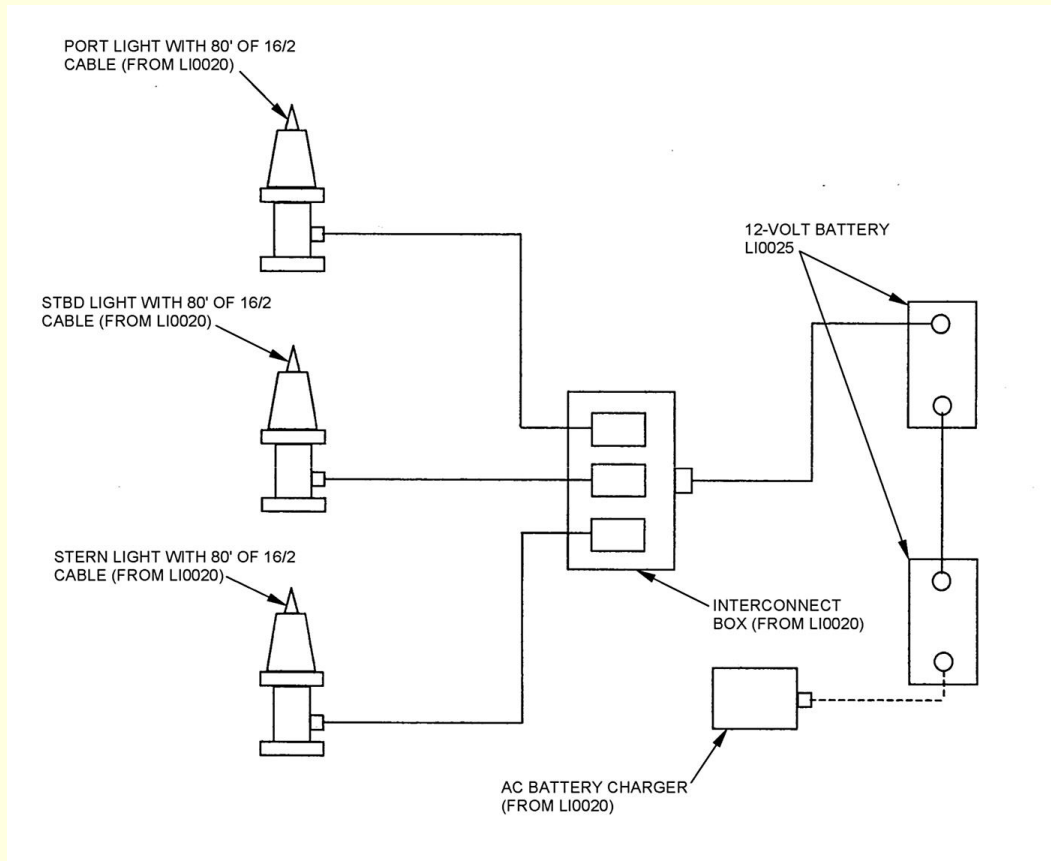 PORT LIGHT WITH 80' OF 16/2
CABLE (FROM LI0020)
12-VOLT BATTERY
LI0025
STBD LIGHT WITH 80' OF 16/2
CABLE (FROM LI0020)
STERN LIGHT WITH 80' OF 16/2
CABLE (FROM LI0020)
INTERCONNECT
BOX (FROM LI0020)
AC BATTERY CHARGER
(FROM LI0020)